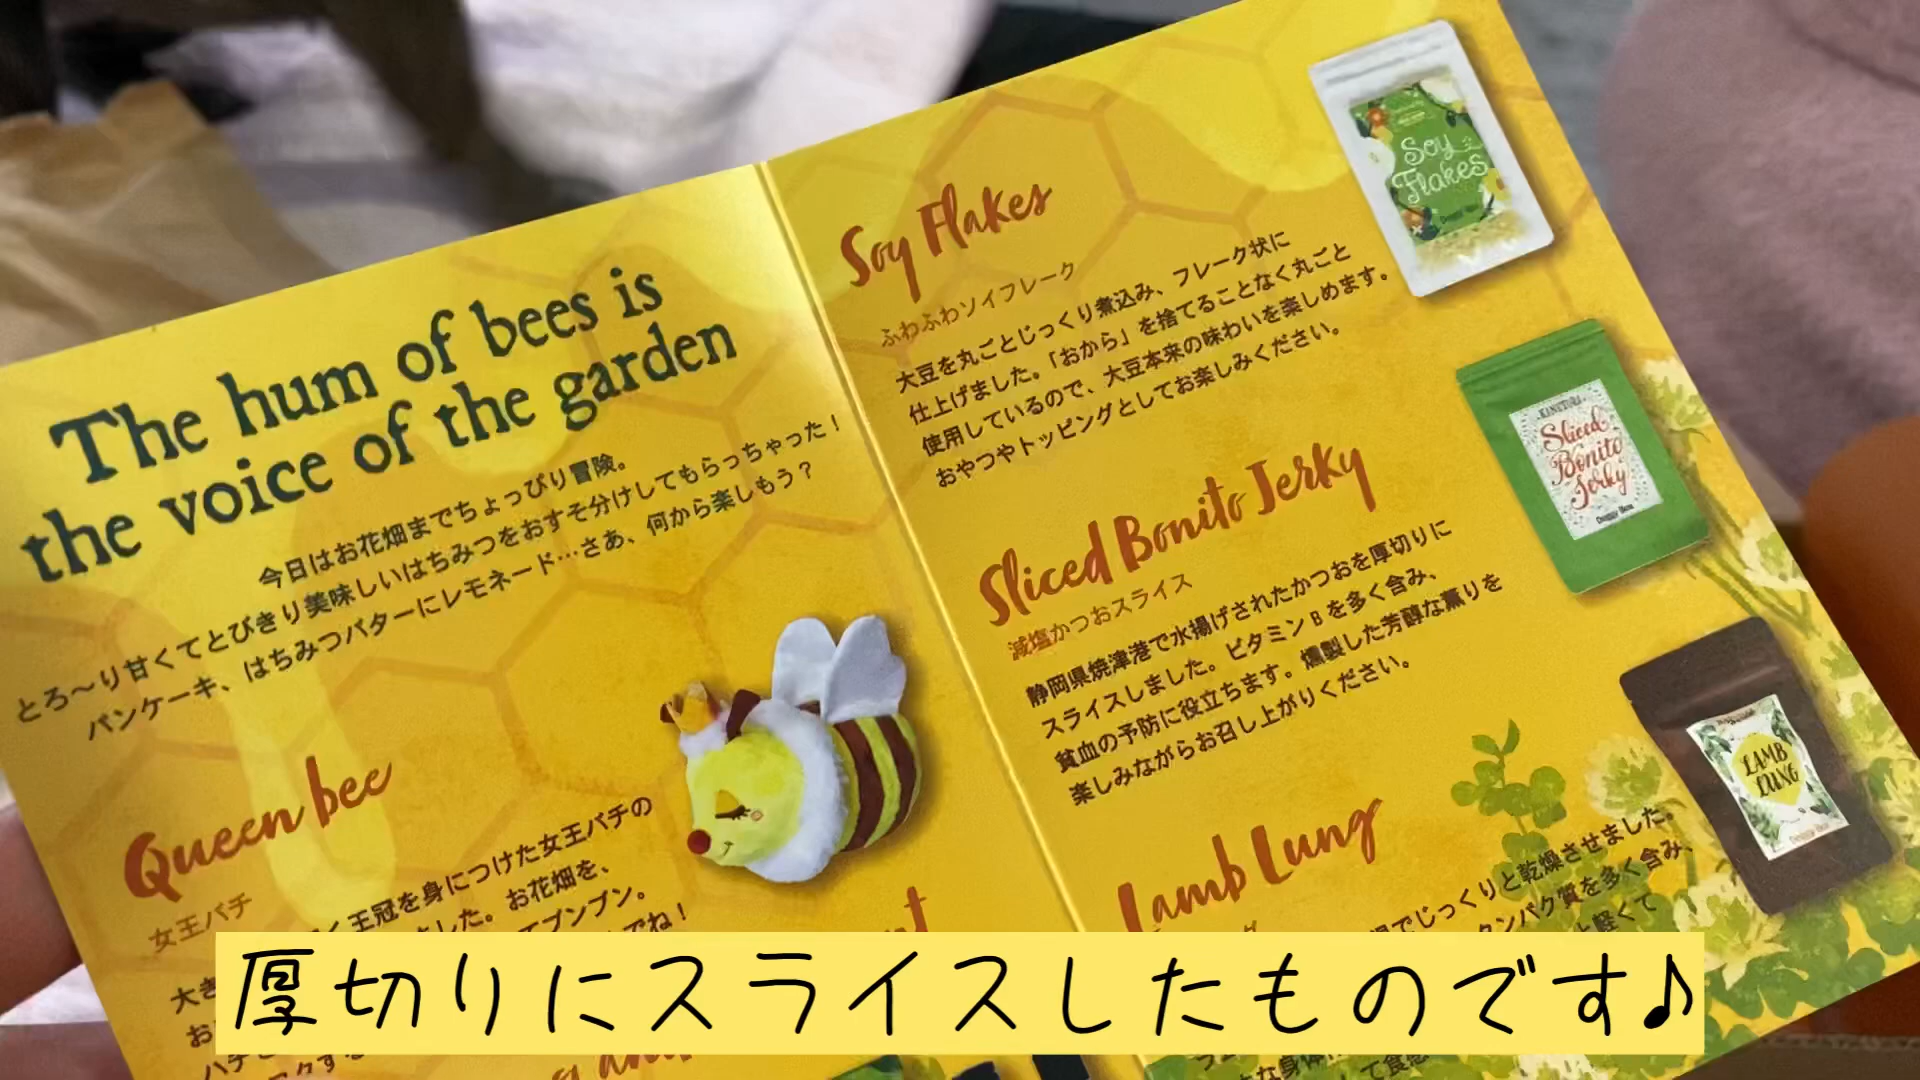 The hum of bees is
the voice of the garden
今日はお花畑までちょっぴり冒険。
とろ～り甘くてとびきり美味しいはちみつをおすそ分けしてもらっちゃった！
パンケーキ、はちみつバターにレモネード…さあ、何から楽しもう？
Queen bee
女王バチ
王冠を身につけた女王バチの
ました。お花畑を、
ブンブン。
でね！
大き
お
Soy Flakes
ふわふわソイフレーク
大豆を丸ごとじっくり煮込み、フレーク状に
仕上げました。「おから」を捨てることなく丸ごと
使用しているので、大豆本来の味わいを楽しめます。
おやつやトッピングとしてお楽しみください。
Soy
Flakes
Sliced Bonito Jerky
減塩かつおスライス
静岡県焼津港で水揚げされたかつおを厚切りに
スライスしました。ビタミンBを多く含み、
貧血の予防に役立ちます。燻製した芳醇な薫りを
楽しみながらお召し上がりください。
Sliced
Bonito
Jerky
Lamb Lung
でじっくりと乾燥させました。
タンパク質を多く含み、
軽くて
LAMB
LUNG
厚切りにスライスしたものです♪